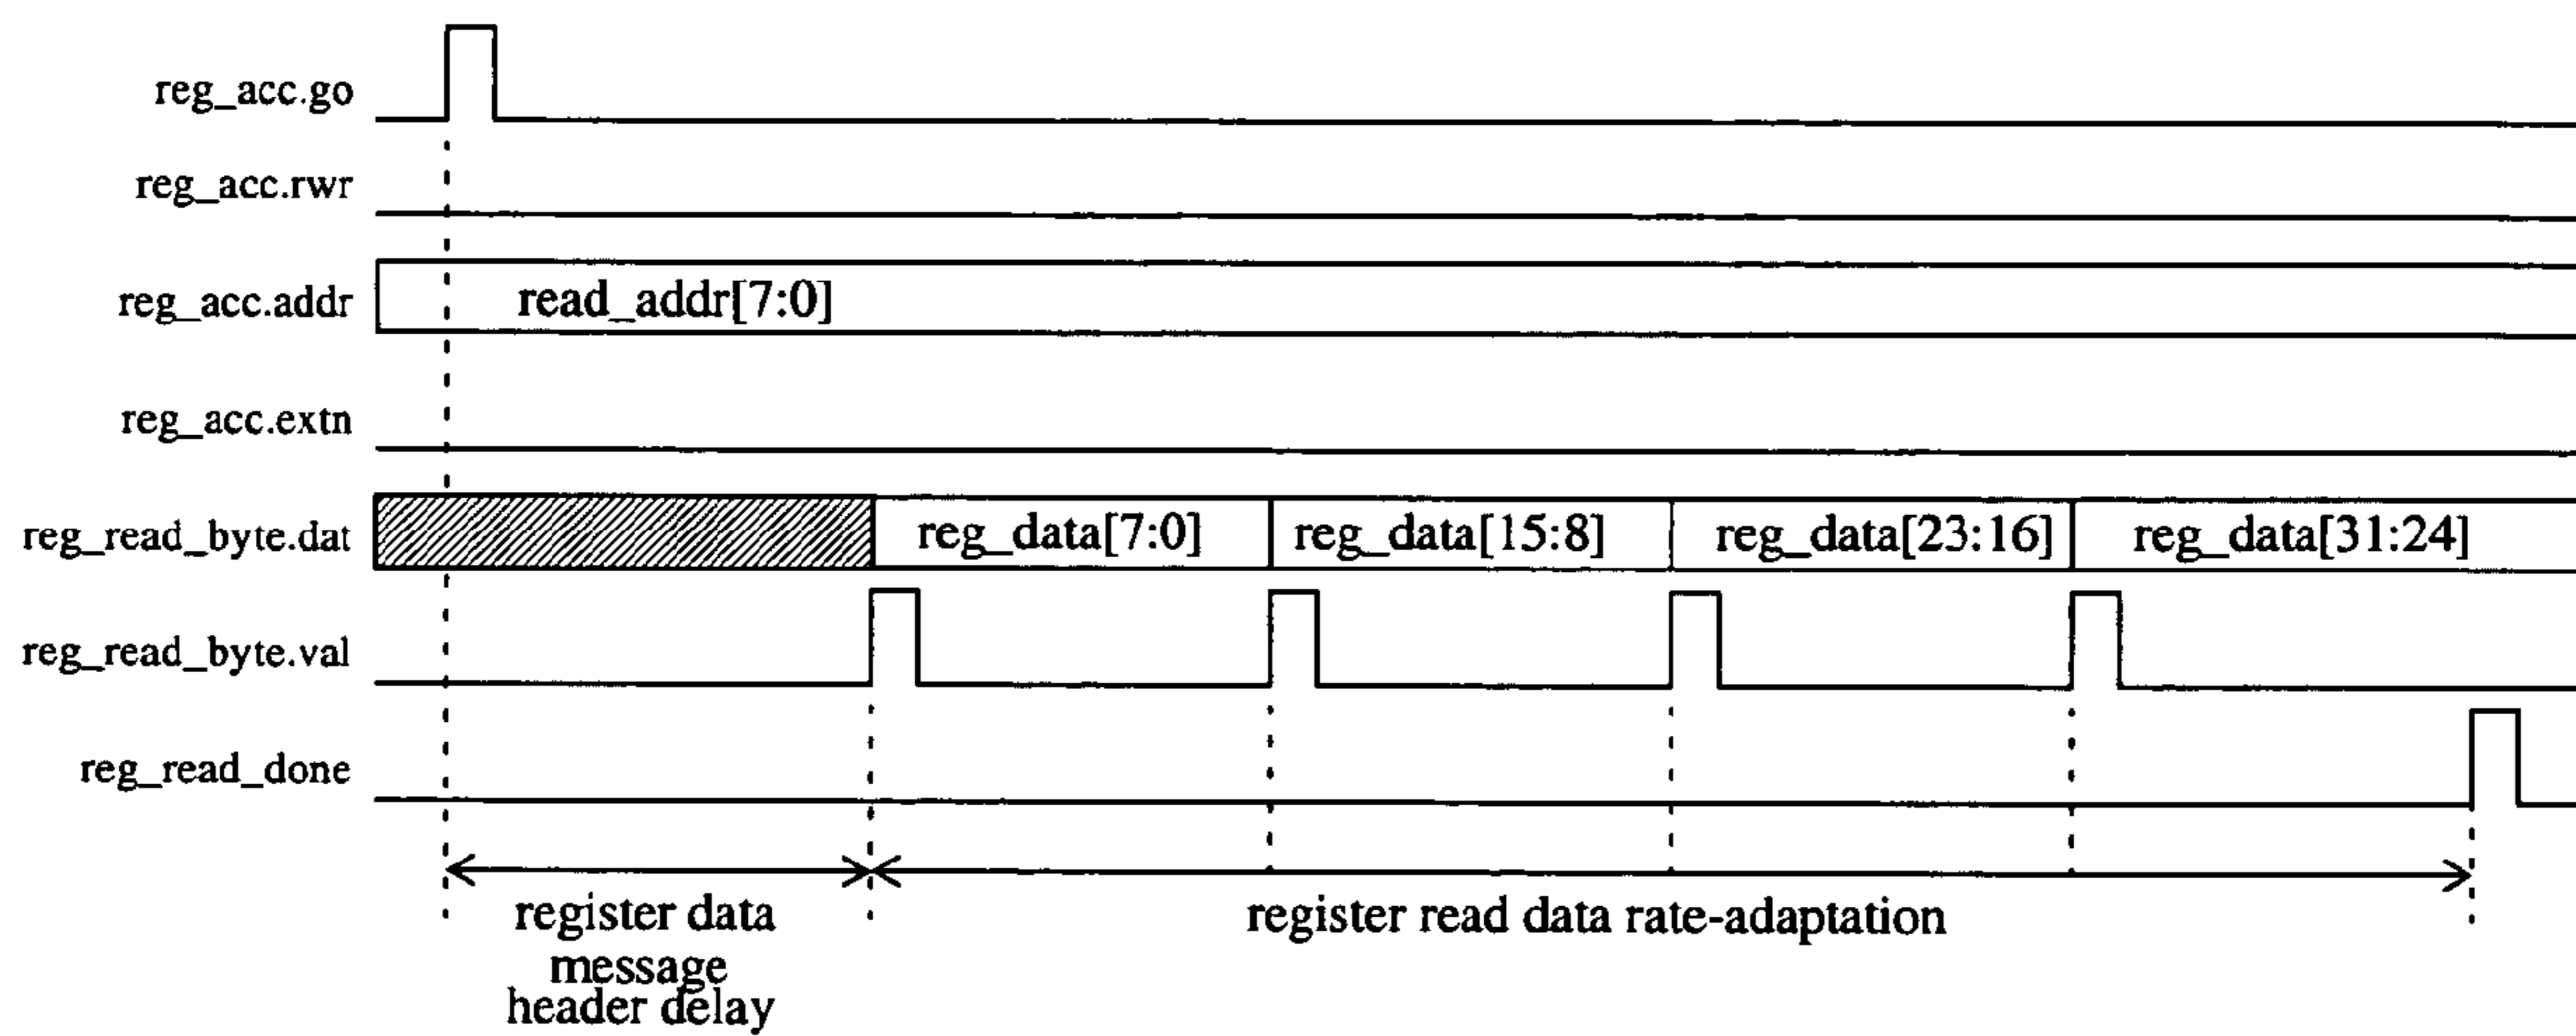 reg_acc.go
reg_acc.rwr
reg_acc.addr
read_addr[7:0]
reg_acc.extn
reg_read_byte.dat
reg_data[7:0]
reg_data[15:8]
reg_data[23:16]
reg_data[31:24]
reg_read_byte.val
reg_read_done
register data
message
header delay
register read data rate-adaptation